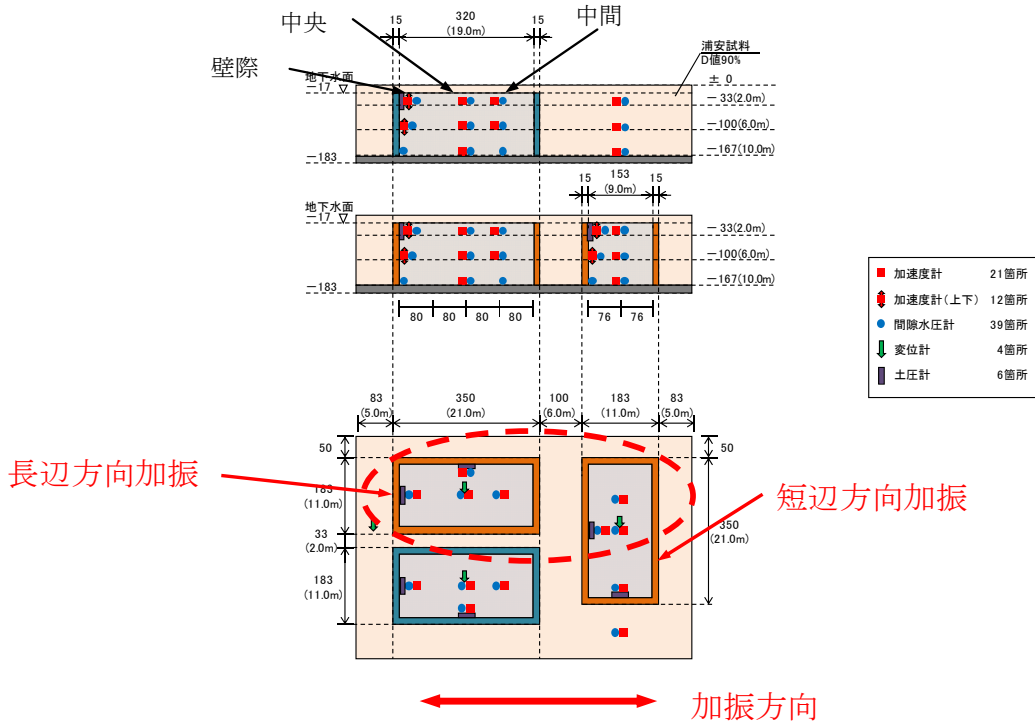 中央
中間
壁際
15
320
(19.0m)
15
浦安試料
D値90%
地下水面
－17
±0
－33(2.0m)
－100(6.0m)
－167(10.0m)
－183
15
153
(9.0m)
15
地下水面
－17
－33(2.0m)
－100(6.0m)
－167(10.0m)
－183
80
80
80
80
76
76
加速度計 21箇所
加速度計(上下) 12箇所
間隙水圧計 39箇所
変位計 4箇所
土圧計 6箇所
83
(5.0m)
350
(21.0m)
100
(6.0m)
183
(11.0m)
83
(5.0m)
50
50
長辺方向加振
183
(11.0m)
短辺方向加振
350
(21.0m)
33
(2.0m)
183
(11.0m)
加振方向